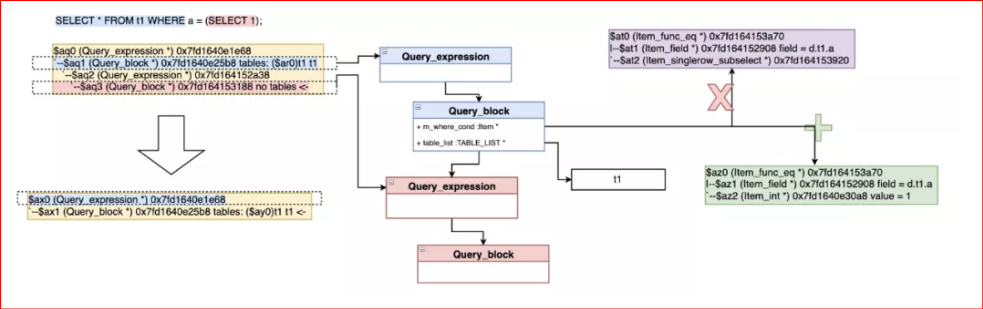 SELECT * FROM t1 WHERE a = (SELECT 1);
$aq0 (Query_expression *) 0x7fd1640e1e68
`--$aq1 (Query_block *) 0x7fd1640e25b8 tables: ($ar0)t1 t1
`--$aq2 (Query_expression *) 0x7fd164152a38
`--$aq3 (Query_block *) 0x7fd164153188 no tables <-
$ax0 (Query_expression *) 0x7fd1640e1e68
`--$ax1 (Query_block *) 0x7fd1640e25b8 tables: ($ay0)t1 t1 <-
Query_expression
Query_block
+ m_where_cond :Item *
+ table_list :TABLE_LIST *
Query_expression
Query_block
t1
$at0 (Item_func_eq *) 0x7fd164153a70
|--$at1 (Item_field *) 0x7fd164152908 field = d.t1.a
`--$at2 (Item_singlerow_subselect *) 0x7fd164153920
$az0 (Item_func_eq *) 0x7fd164153a70
|--$az1 (Item_field *) 0x7fd164152908 field = d.t1.a
`--$az2 (Item_int *) 0x7fd1640e30a8 value = 1